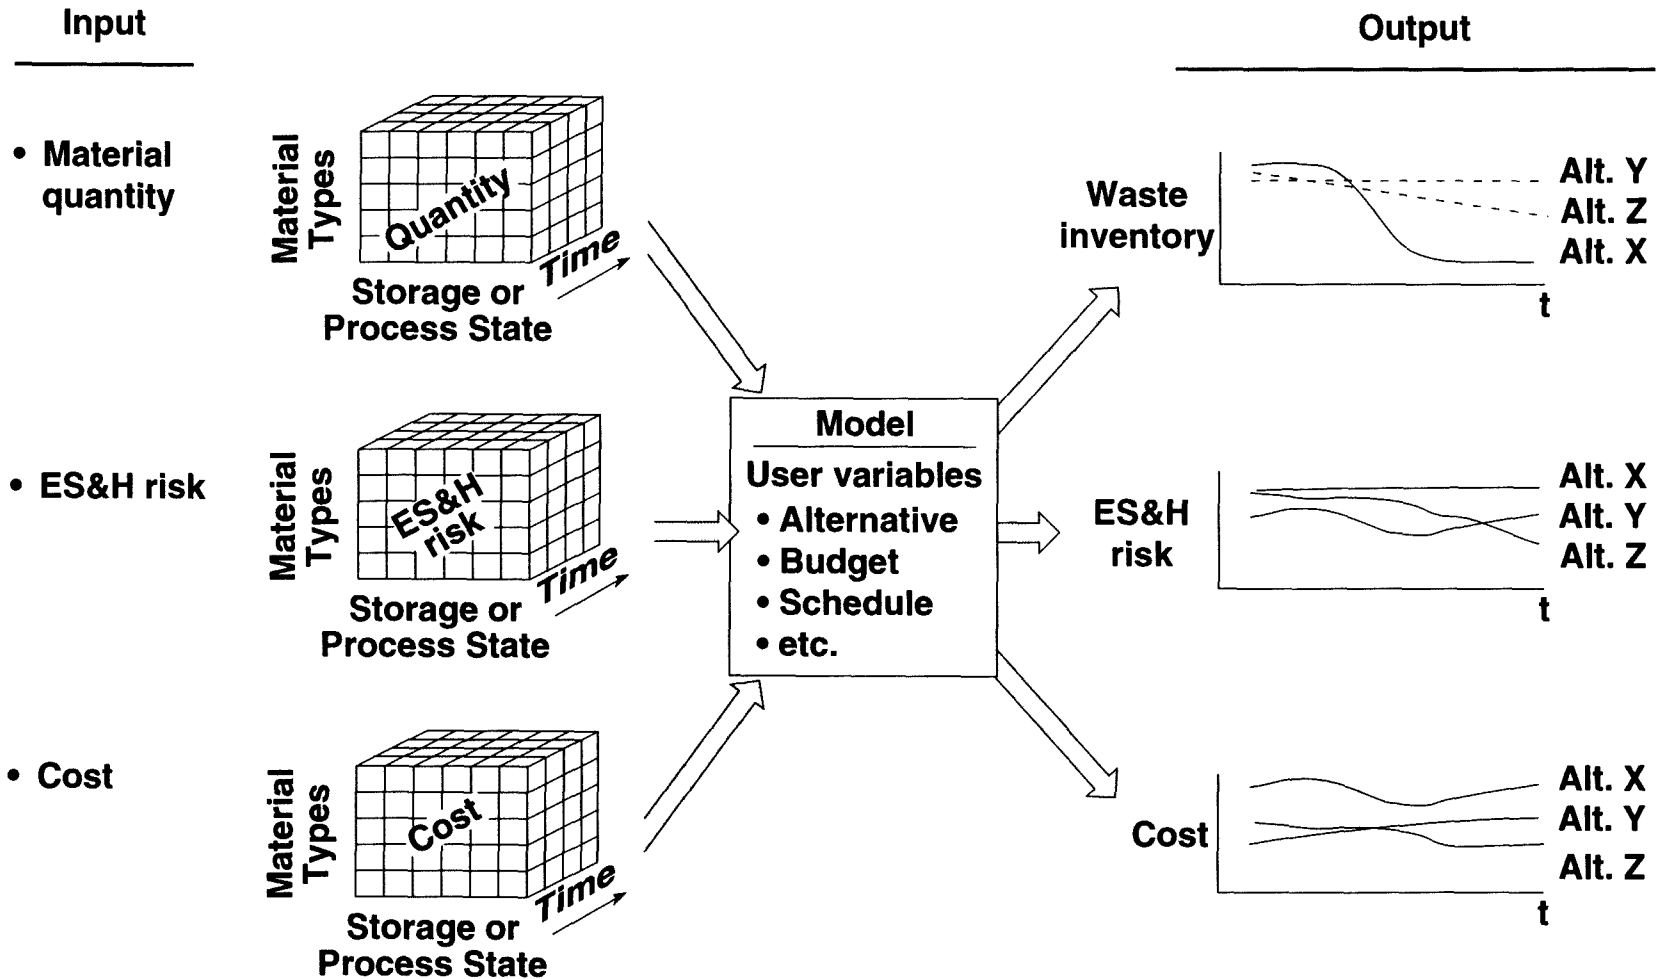 Input
Output
• Material
quantity
Material
Types
Quantity
Time
Storage or
Process State
Waste
inventory
Alt. Y
Alt. Z
Alt. X
t
• ES&H risk
Material
Types
ES&H
risk
Time
Storage or
Process State
Model
User variables
• Alternative
• Budget
• Schedule
• etc.
ES&H
risk
Alt. X
Alt. Y
Alt. Z
t
• Cost
Material
Types
Cost
Time
Storage or
Process State
Cost
Alt. X
Alt. Y
Alt. Z
t